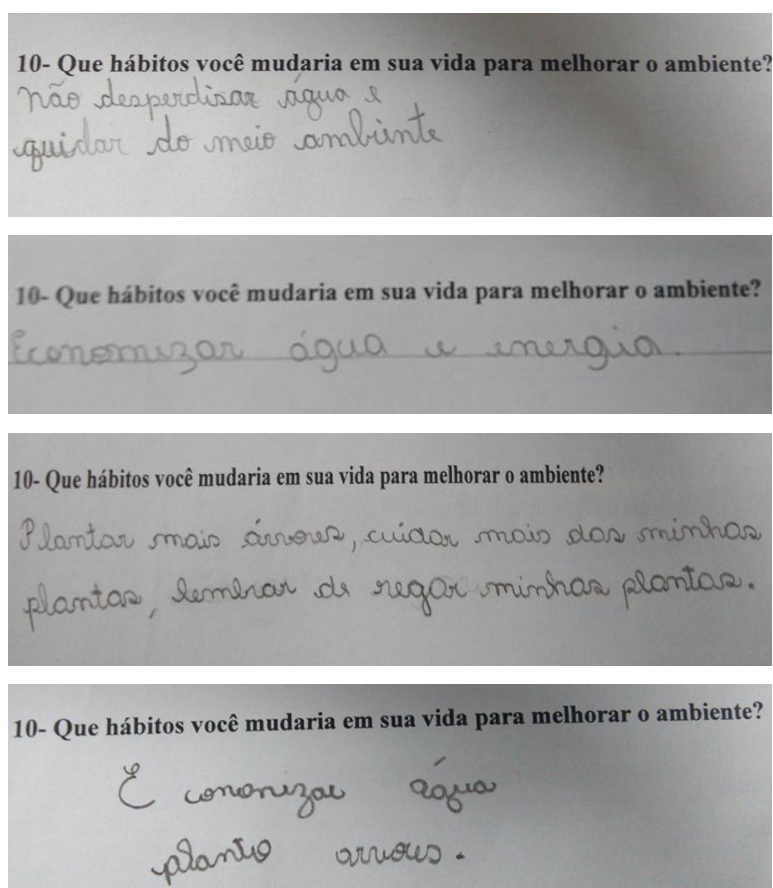 10- Que hábitos você mudaria em sua vida para melhorar o ambiente?
não desperdisar água e
quidar do meio ambiente
10- Que hábitos você mudaria em sua vida para melhorar o ambiente?
Economizar água e energia.
10- Que hábitos você mudaria em sua vida para melhorar o ambiente?
Plantar mais árvores, cuidar mais das minhas
plantas, lembrar de regar minhas plantas.
10- Que hábitos você mudaria em sua vida para melhorar o ambiente?
E conomizar água
plantio arvores.